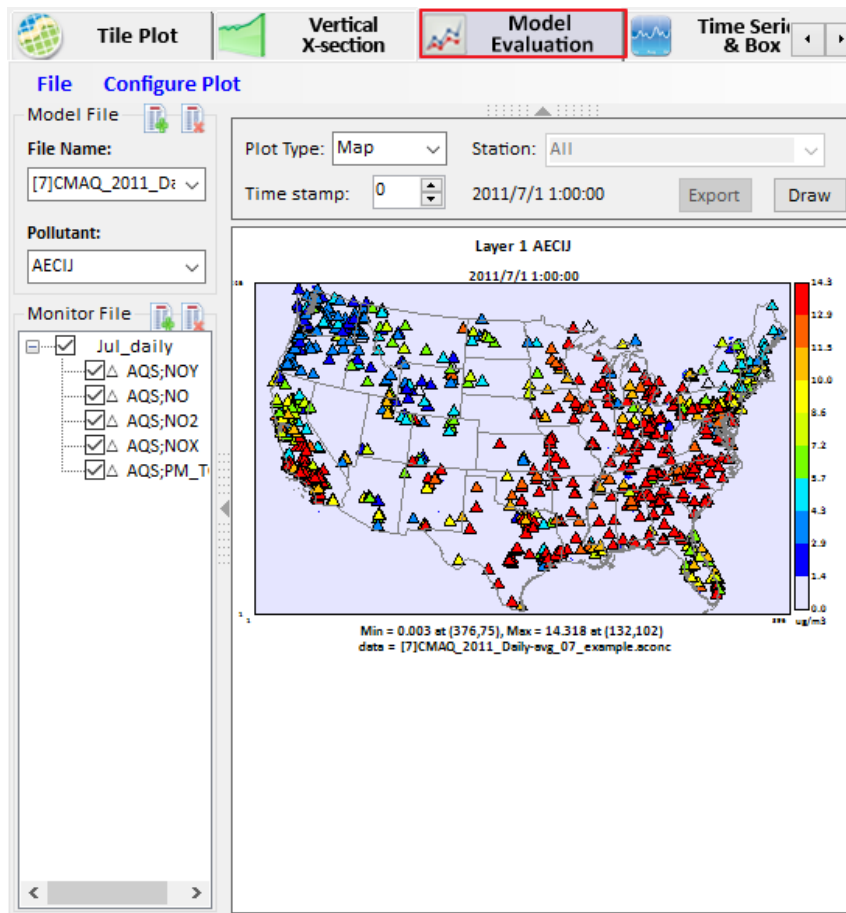 Tile Plot
Vertical
X-section
Model
Evaluation
Time Seri
& Box
File
Configure Plot
Model File
File Name:
[7]CMAQ_2011_Da
Pollutant:
AECIJ
Monitor File
Jul_daily
AQS;NOY
AQS;NO
AQS;NO2
AQS;NOX
AQS;PM_T
Plot Type:
Map
Station:
All
Time stamp:
0
2011/7/1 1:00:00
Export
Draw
Layer 1 AECIJ
2011/7/1 1:00:00
14.3
12.9
11.5
10.0
8.6
7.2
5.7
4.3
2.9
1.4
0.0
ug/m3
1
1
Min = 0.003 at (376,75), Max = 14.318 at (132,102)
data = [7]CMAQ_2011_Daily-avg_07_example.aconc